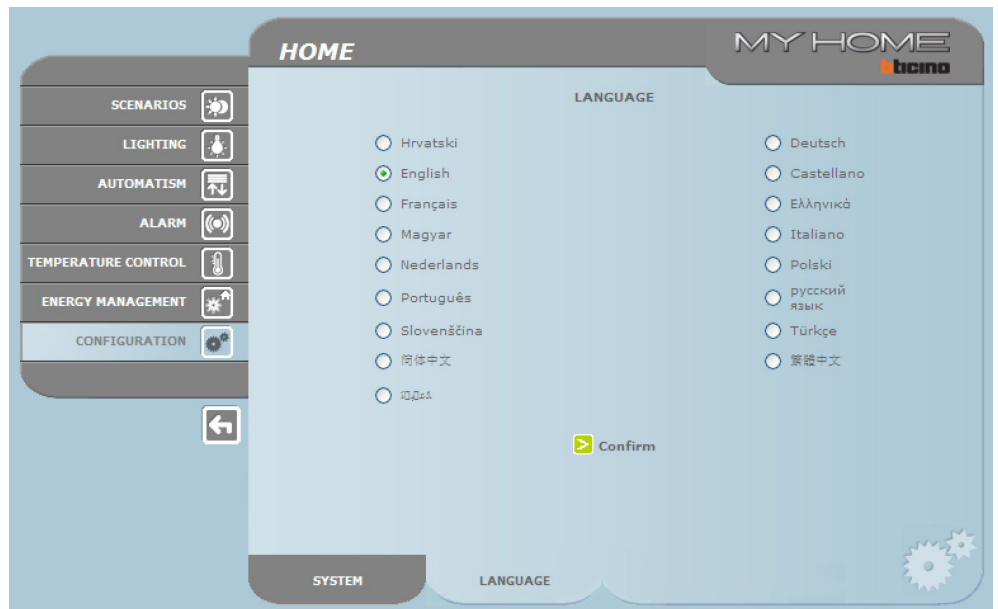 HOME
MY HOME
bticino
SCENARIOS
LIGHTING
AUTOMATISM
ALARM
TEMPERATURE CONTROL
ENERGY MANAGEMENT
CONFIGURATION
LANGUAGE
Hrvatski
Deutsch
English
Castellano
Français
Ελληνικά
Magyar
Italiano
Nederlands
Polski
Português
русский
язык
Slovenščina
Türkçe
简体中文
繁體中文
Confirm
SYSTEM
LANGUAGE